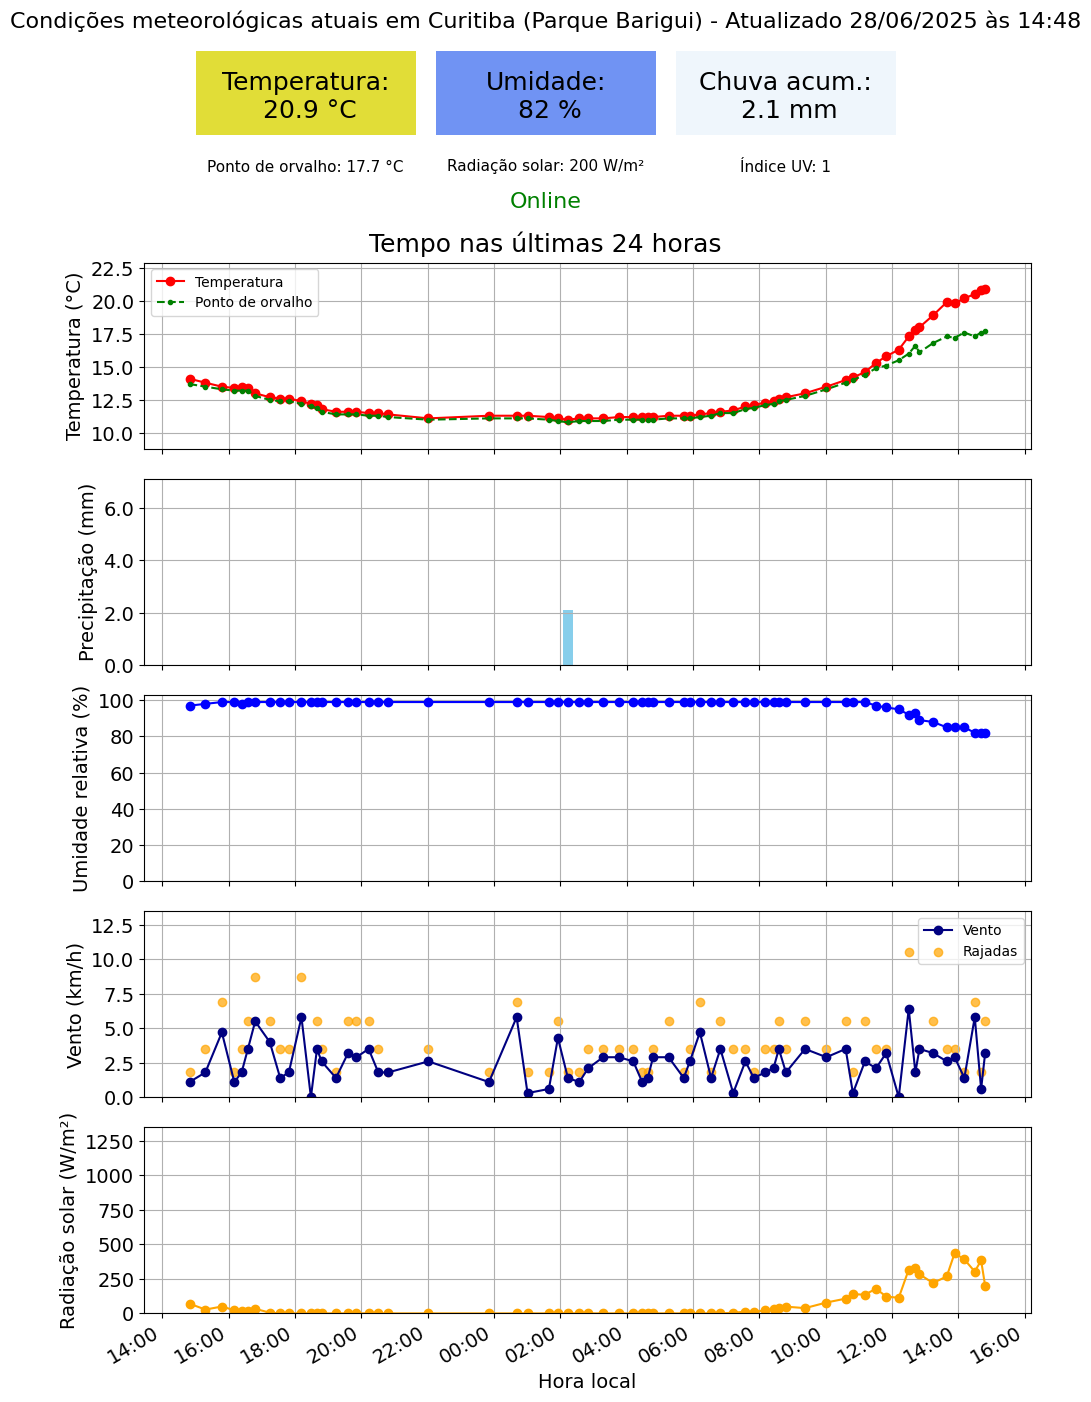 Condições meteorológicas atuais em Curitiba (Parque Barigui) - Atualizado 28/06/2025 às 14:48
Temperatura:
20.9 °C
Umidade:
82 %
Chuva acum.:
2.1 mm
Ponto de orvalho: 17.7 °C
Radiação solar: 200 W/m²
Índice UV: 1
Online
Tempo nas últimas 24 horas
Temperatura (°C)
22.5
20.0
17.5
15.0
12.5
10.0
Temperatura
Ponto de orvalho
Precipitação (mm)
6.0
4.0
2.0
0.0
Umidade relativa (%)
100
80
60
40
20
0
Vento (km/h)
12.5
10.0
7.5
5.0
2.5
0.0
Vento
Rajadas
Radiação solar (W/m²)
1250
1000
750
500
250
0
14:00
16:00
18:00
20:00
22:00
00:00
02:00
04:00
06:00
08:00
10:00
12:00
14:00
16:00
Hora local